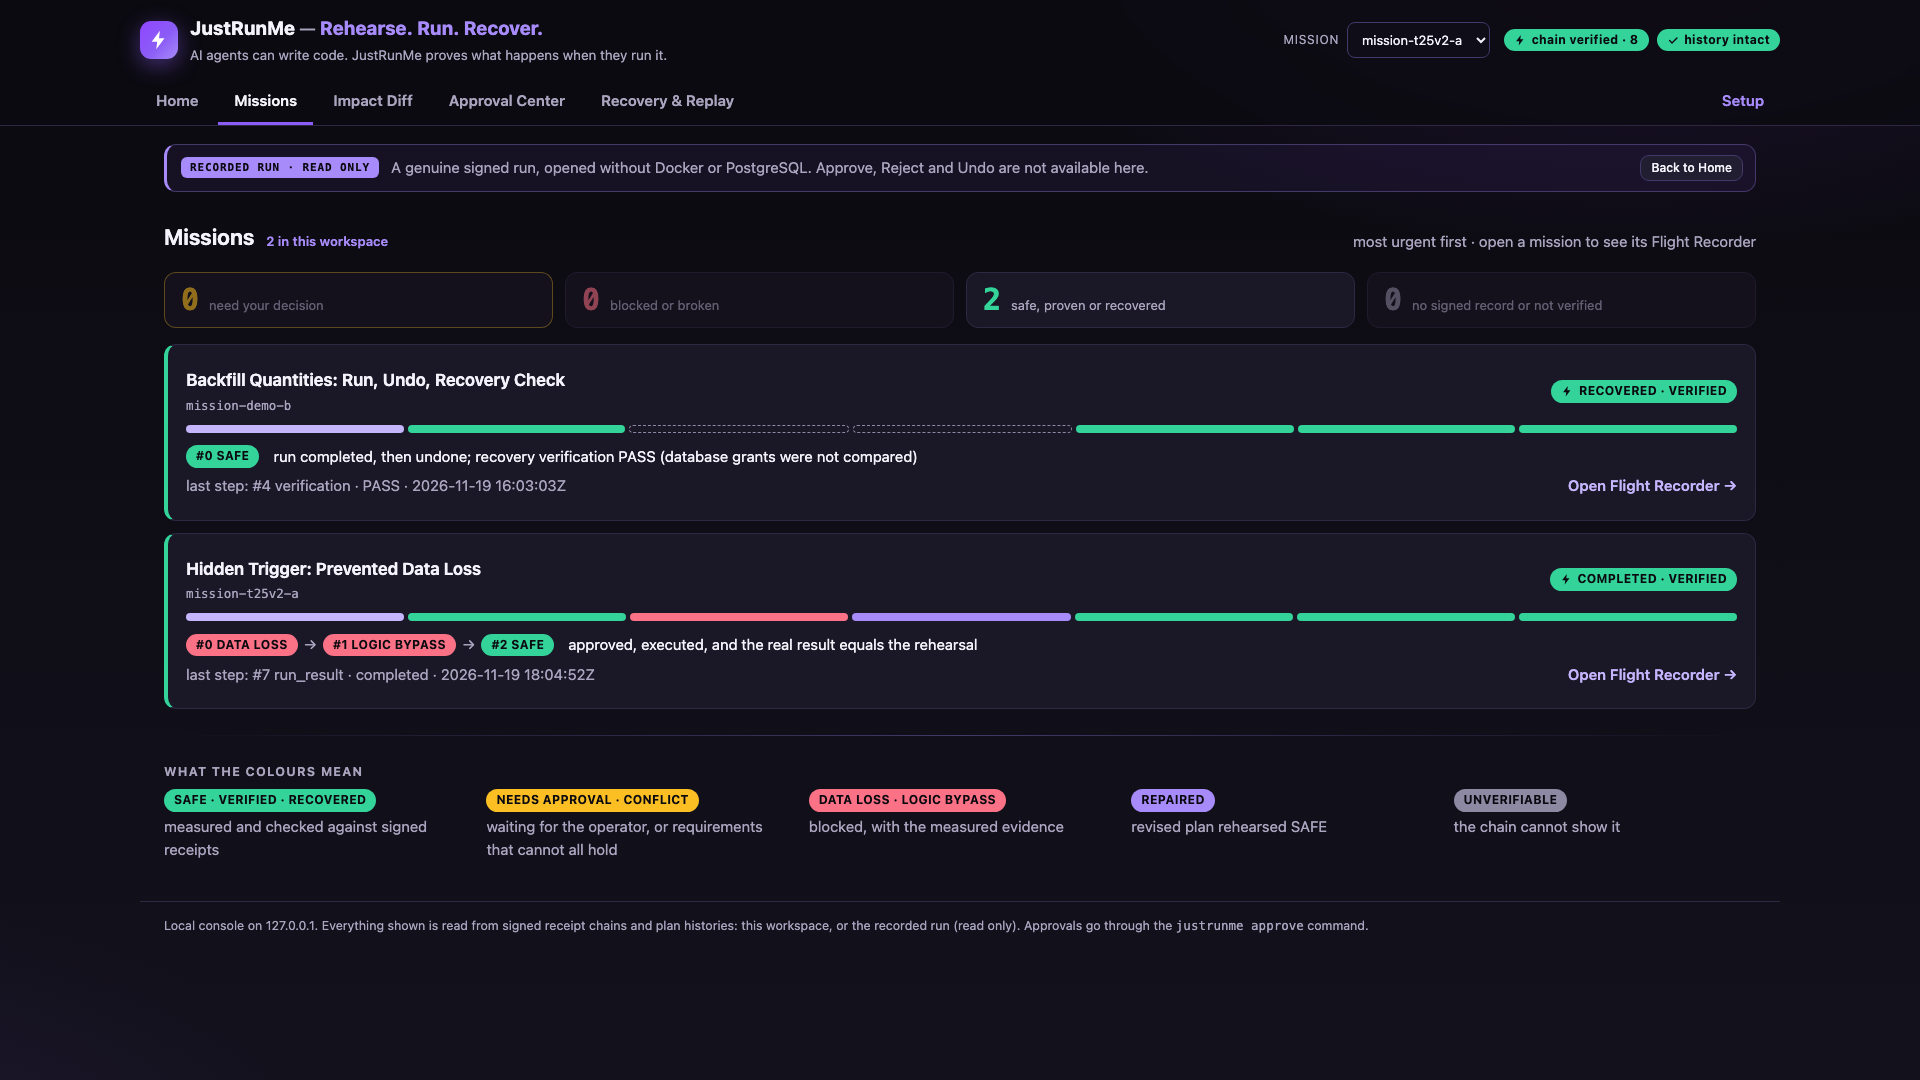 JustRunMe — Rehearse. Run. Recover.
AI agents can write code. JustRunMe proves what happens when they run it.
MISSION mission-t25v2-a chain verified · 8 ✓ history intact
Home Missions Impact Diff Approval Center Recovery & Replay Setup
RECORDED RUN · READ ONLY A genuine signed run, opened without Docker or PostgreSQL. Approve, Reject and Undo are not available here. Back to Home
Missions 2 in this workspace most urgent first · open a mission to see its Flight Recorder
0 need your decision 0 blocked or broken 2 safe, proven or recovered 0 no signed record or not verified
Backfill Quantities: Run, Undo, Recovery Check
RECOVERED · VERIFIED
mission-demo-b
#0 SAFE run completed, then undone; recovery verification PASS (database grants were not compared)
last step: #4 verification · PASS · 2026-11-19 16:03:03Z Open Flight Recorder →
Hidden Trigger: Prevented Data Loss
COMPLETED · VERIFIED
mission-t25v2-a
#0 DATA LOSS → #1 LOGIC BYPASS → #2 SAFE approved, executed, and the real result equals the rehearsal
last step: #7 run_result · completed · 2026-11-19 18:04:52Z Open Flight Recorder →
WHAT THE COLOURS MEAN
SAFE · VERIFIED · RECOVERED NEEDS APPROVAL · CONFLICT DATA LOSS · LOGIC BYPASS REPAIRED UNVERIFIABLE
measured and checked against signed waiting for the operator, or requirements blocked, with the measured evidence revised plan rehearsed SAFE the chain cannot show it
receipts that cannot all hold
Local console on 127.0.0.1. Everything shown is read from signed receipt chains and plan histories: this workspace, or the recorded run (read only). Approvals go through the justrunme approve command.